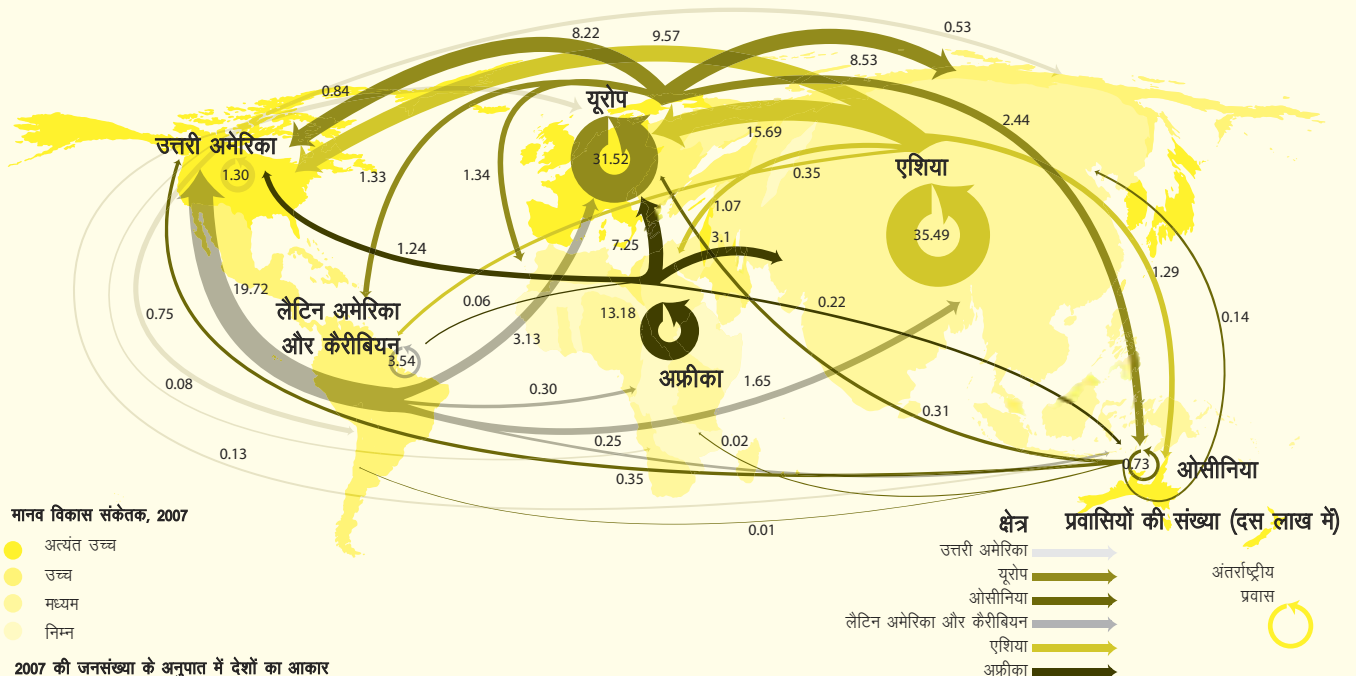 0.53
8.22
9.57
8.53
0.84
यूरोप
2.44
15.69
उत्तरी अमेरिका
31.52
एशिया
1.30
1.33
1.34
0.35
1.07
3.1
35.49
7.25
1.24
1.29
19.72
0.06
0.22
लैटिन अमेरिका
और कैरीबियन
3.54
0.75
13.18
0.14
3.13
अफ्रीका
0.08
0.30
1.65
0.31
0.25
0.02
0.13
0.35
0.73
ओसीनिया
0.01
मानव विकास संकेतक, 2007
अत्यंत उच्च
उच्च
मध्यम
निम्न
2007 की जनसंख्या के अनुपात में देशों का आकार
क्षेत्र प्रवासियों की संख्या (दस लाख में)
उत्तरी अमेरिका
यूरोप
ओसीनिया
लैटिन अमेरिका और कैरीबियन
एशिया
अफ्रीका
अंतर्राष्ट्रीय
प्रवास